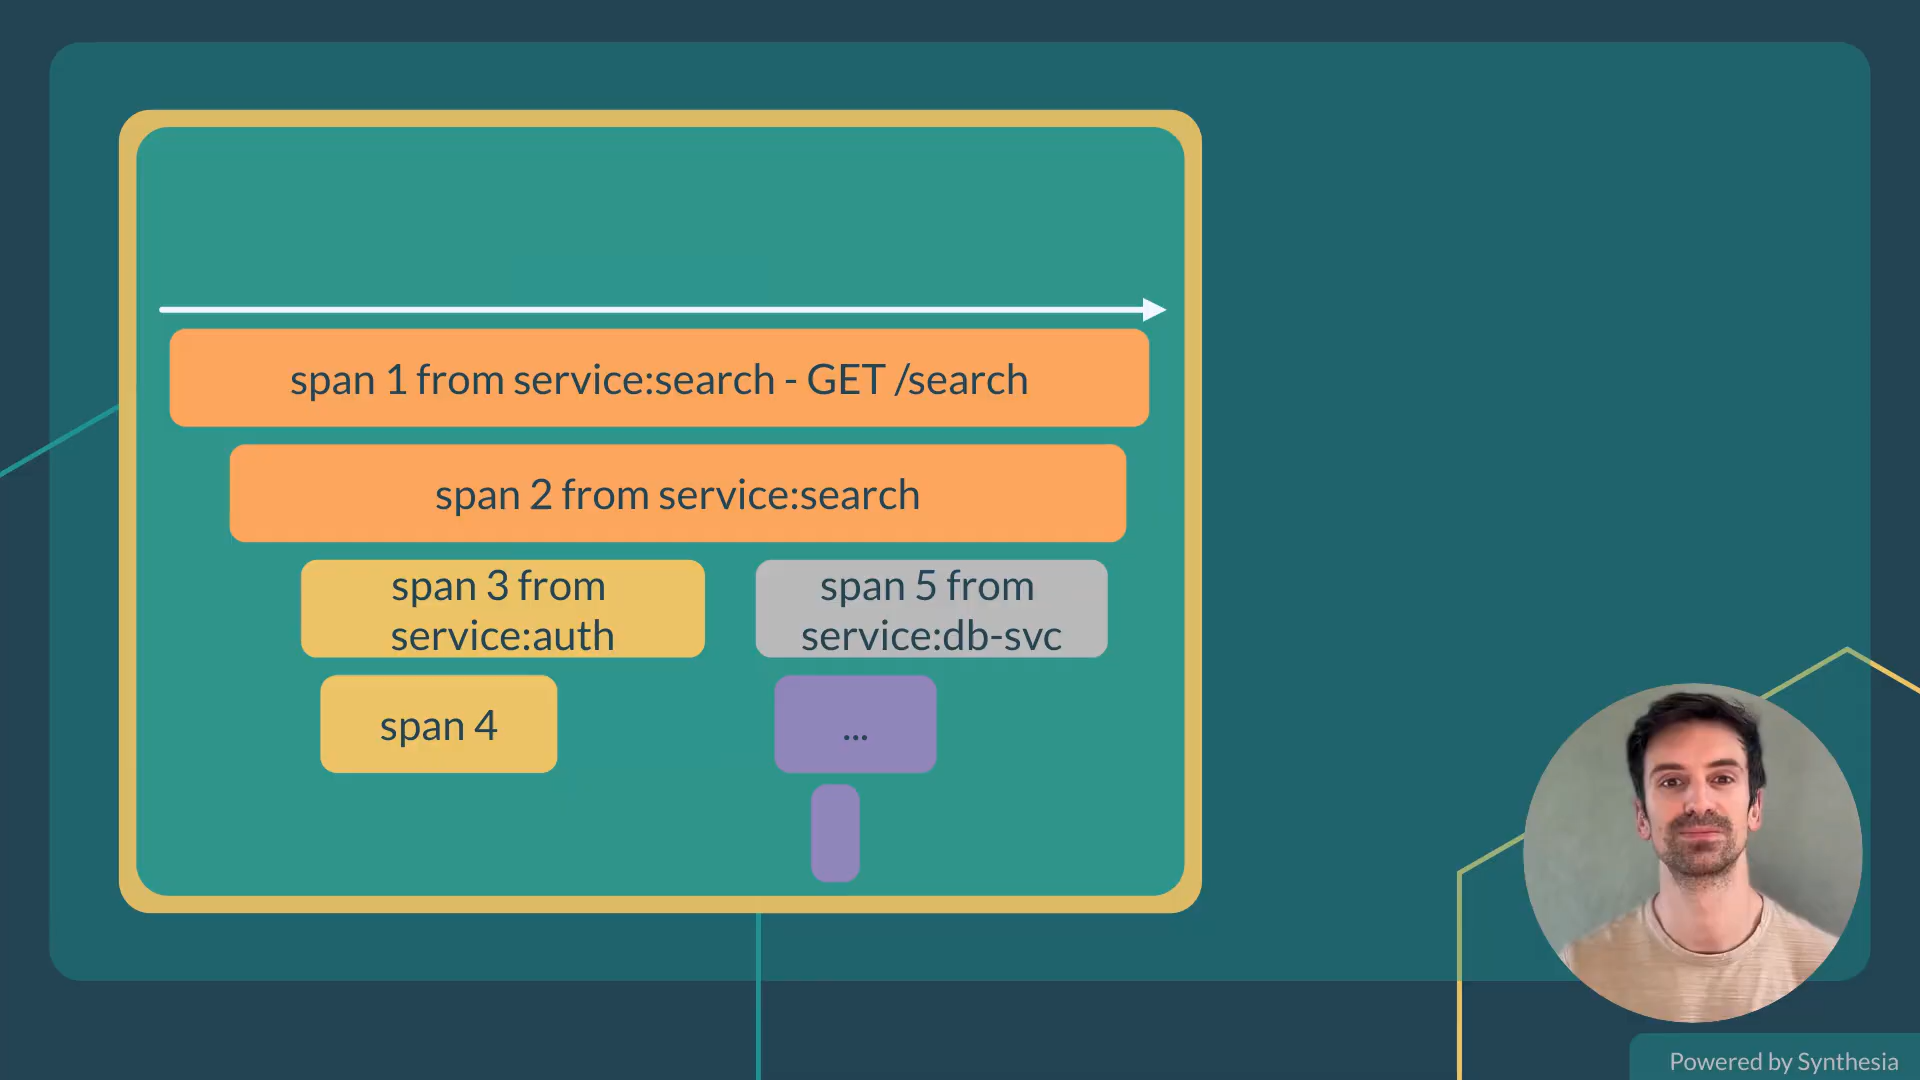 span 1 from service:search - GET /search
span 2 from service:search
span 3 from
service:auth
span 5 from
service:db-svc
span 4
...
Powered by Synthesia